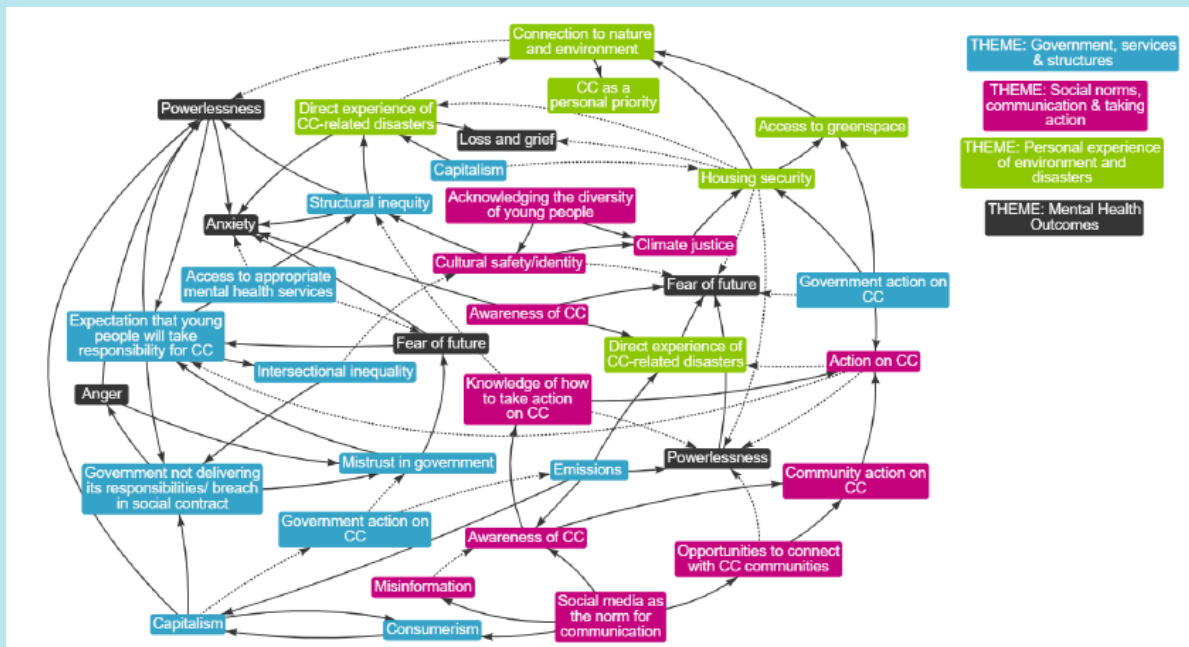 Connection to nature
and environment
THEME: Government, services
& structures
CC as a
personal priority
THEME: Social norms,
communication & taking
action
Powerlessness
Direct experience of
CC-related disasters
Access to greenspace
Loss and grief
THEME: Personal experience
of environment and
disasters
Capitalism
Housing security
Acknowledging the diversity
of young people
Structural inequity
THEME: Mental Health
Outcomes
Anxiety
Climate justice
Cultural safety/identity
Access to appropriate
mental health services
Fear of future
Government action on
CC
Awareness of CC
Expectation that young
people will take
responsibility for CC
Fear of future
Direct experience of
CC-related disasters
Action on CC
Intersectional inequality
Knowledge of how
to take action
on CC
Anger
Mistrust in government
Emissions
Powerlessness
Government not delivering
its responsibilities/ breach
in social contract
Community action on
CC
Government action on
CC
Awareness of CC
Opportunities to connect
with CC communities
Misinformation
Social media as
the norm for
communication
Capitalism
Consumerism